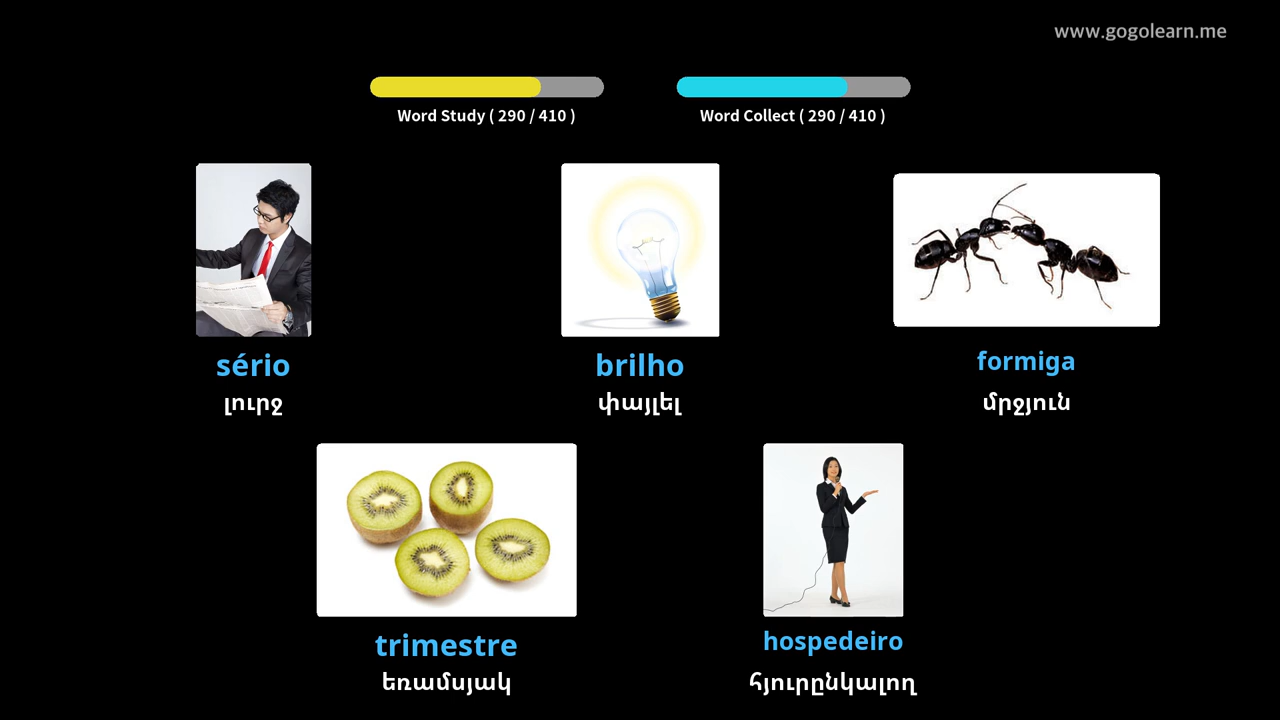 www.gogolearn.me
Word Study ( 290 / 410 )
Word Collect ( 290 / 410 )
sério
լուրջ
brilho
փայլել
formiga
մրջյուն
trimestre
եռամսյակ
hospedeiro
հյուրընկալող